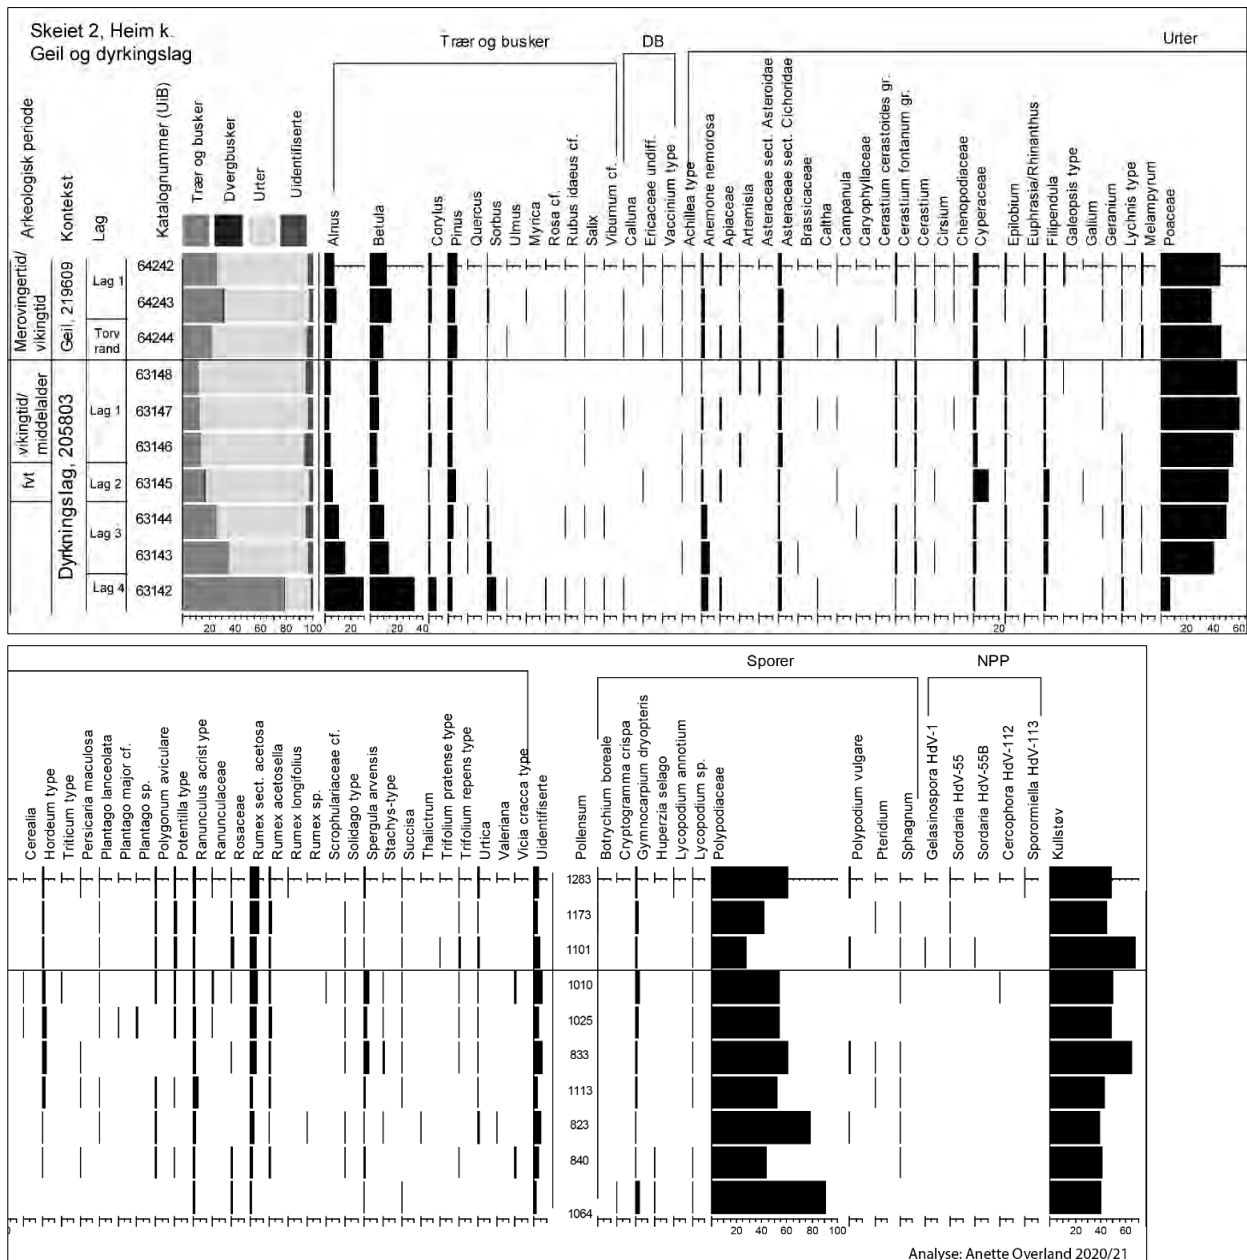 Skeiet 2, Heim k.
Geil og dyrkingslag
Trær og busker
DB
Urter
Arkeologisk periode
Kontekst
Lag
Katalognummer (UiB)
Trær og busker
Dvergbusker
Urter
Uidentifiserte
Alnus
Betula
Corylus
Pinus
Quercus
Sorbus
Ulmus
Myrica
Rosa cf.
Rubus idaeus cf.
Salix
Viburnum cf.
Calluna
Ericaceae undiff.
Vaccinium type
Achillea type
Anemone nemorosa
Apiaceae
Artemisia
Asteraceae sect. Asteroidae
Asteraceae sect. Cichoridae
Brassicaceae
Caltha
Campanula
Caryophyllaceae
Cerastium cerastoides gr.
Cerastium fontanum gr.
Cerastium
Cirsium
Chenopodiaceae
Cyperaceae
Epilobium
Euphrasia/Rhinanthus
Filipendula
Galeopsis type
Galium
Geranium
Lychnis type
Melampyrum
Poaceae
Merovingertid/
vikingtid
Geil, 219609
Lag 1
64242
64243
Torv
rand
64244
vikingtid/
middelalder
Dyrkningslag, 205803
Lag 1
63148
63147
63146
fvt
Lag 2
63145
Lag 3
63144
63143
Lag 4
63142
20 40 60 80 100
20
20 40
20
20 40 60
Sporer
NPP
Cerealia
Hordeum type
Triticum type
Persicaria maculosa
Plantago lanceolata
Plantago major cf.
Plantago sp.
Polygonum aviculare
Potentilla type
Ranunculus acrist ype
Ranunculaceae
Rosaceae
Rumex sect. acetosa
Rumex acetosella
Rumex longifolius
Rumex sp.
Scrophulariaceae cf.
Solidago type
Spergula arvensis
Stachys-type
Succisa
Thalictrum
Trifolium pratense type
Trifolium repens type
Urtica
Valeriana
Vicia cracca type
Uidentifiserte
Pollensum
Botrychium boreale
Cryptogramma crispa
Gymnocarpium dryopteris
Huperzia selago
Lycopodium annotium
Lycopodium sp.
Polypodiaceae
Polypodium vulgare
Pteridium
Sphagnum
Gelasinospora HdV-1
Sordaria HdV-55
Sordaria HdV-55B
Cercophora HdV-112
Sporormiella HdV-113
Kullstøv
1283
1173
1101
1010
1025
833
1113
823
840
1064
20 40 60 80 100
20 40 60
Analyse: Anette Overland 2020/21